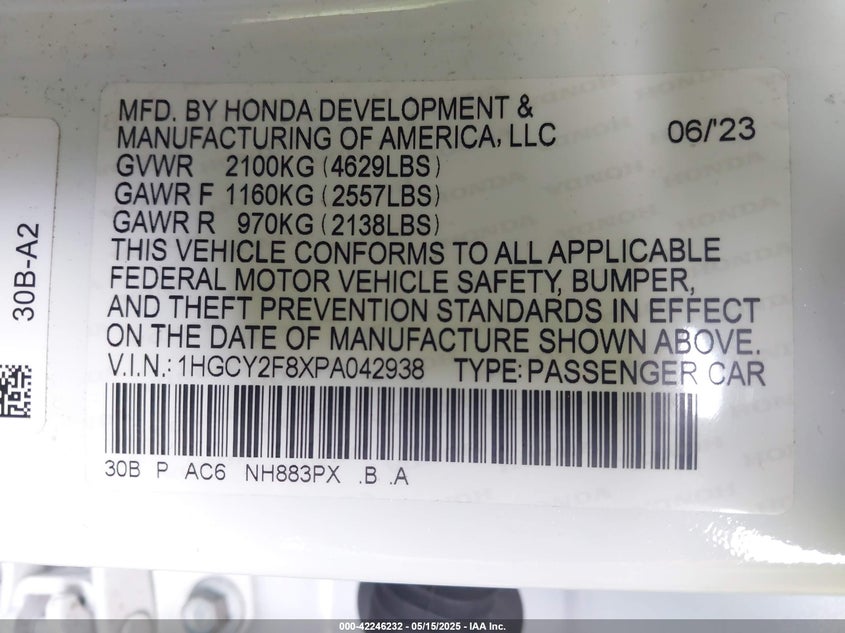 MFD. BY HONDA DEVELOPMENT &
MANUFACTURING OF AMERICA, LLC 06/'23
GVWR 2100KG (4629LBS)
GAWR F 1160KG (2557LBS)
GAWR R 970KG (2138LBS)
THIS VEHICLE CONFORMS TO ALL APPLICABLE
FEDERAL MOTOR VEHICLE SAFETY, BUMPER,
AND THEFT PREVENTION STANDARDS IN EFFECT
ON THE DATE OF MANUFACTURE SHOWN ABOVE.
V.I.N.: 1HGCY2F8XPA042938 TYPE: PASSENGER CAR
30B P AC6 NH883PX .B .A
30B-A2
000-42246232 - 05/15/2025 - IAA Inc.